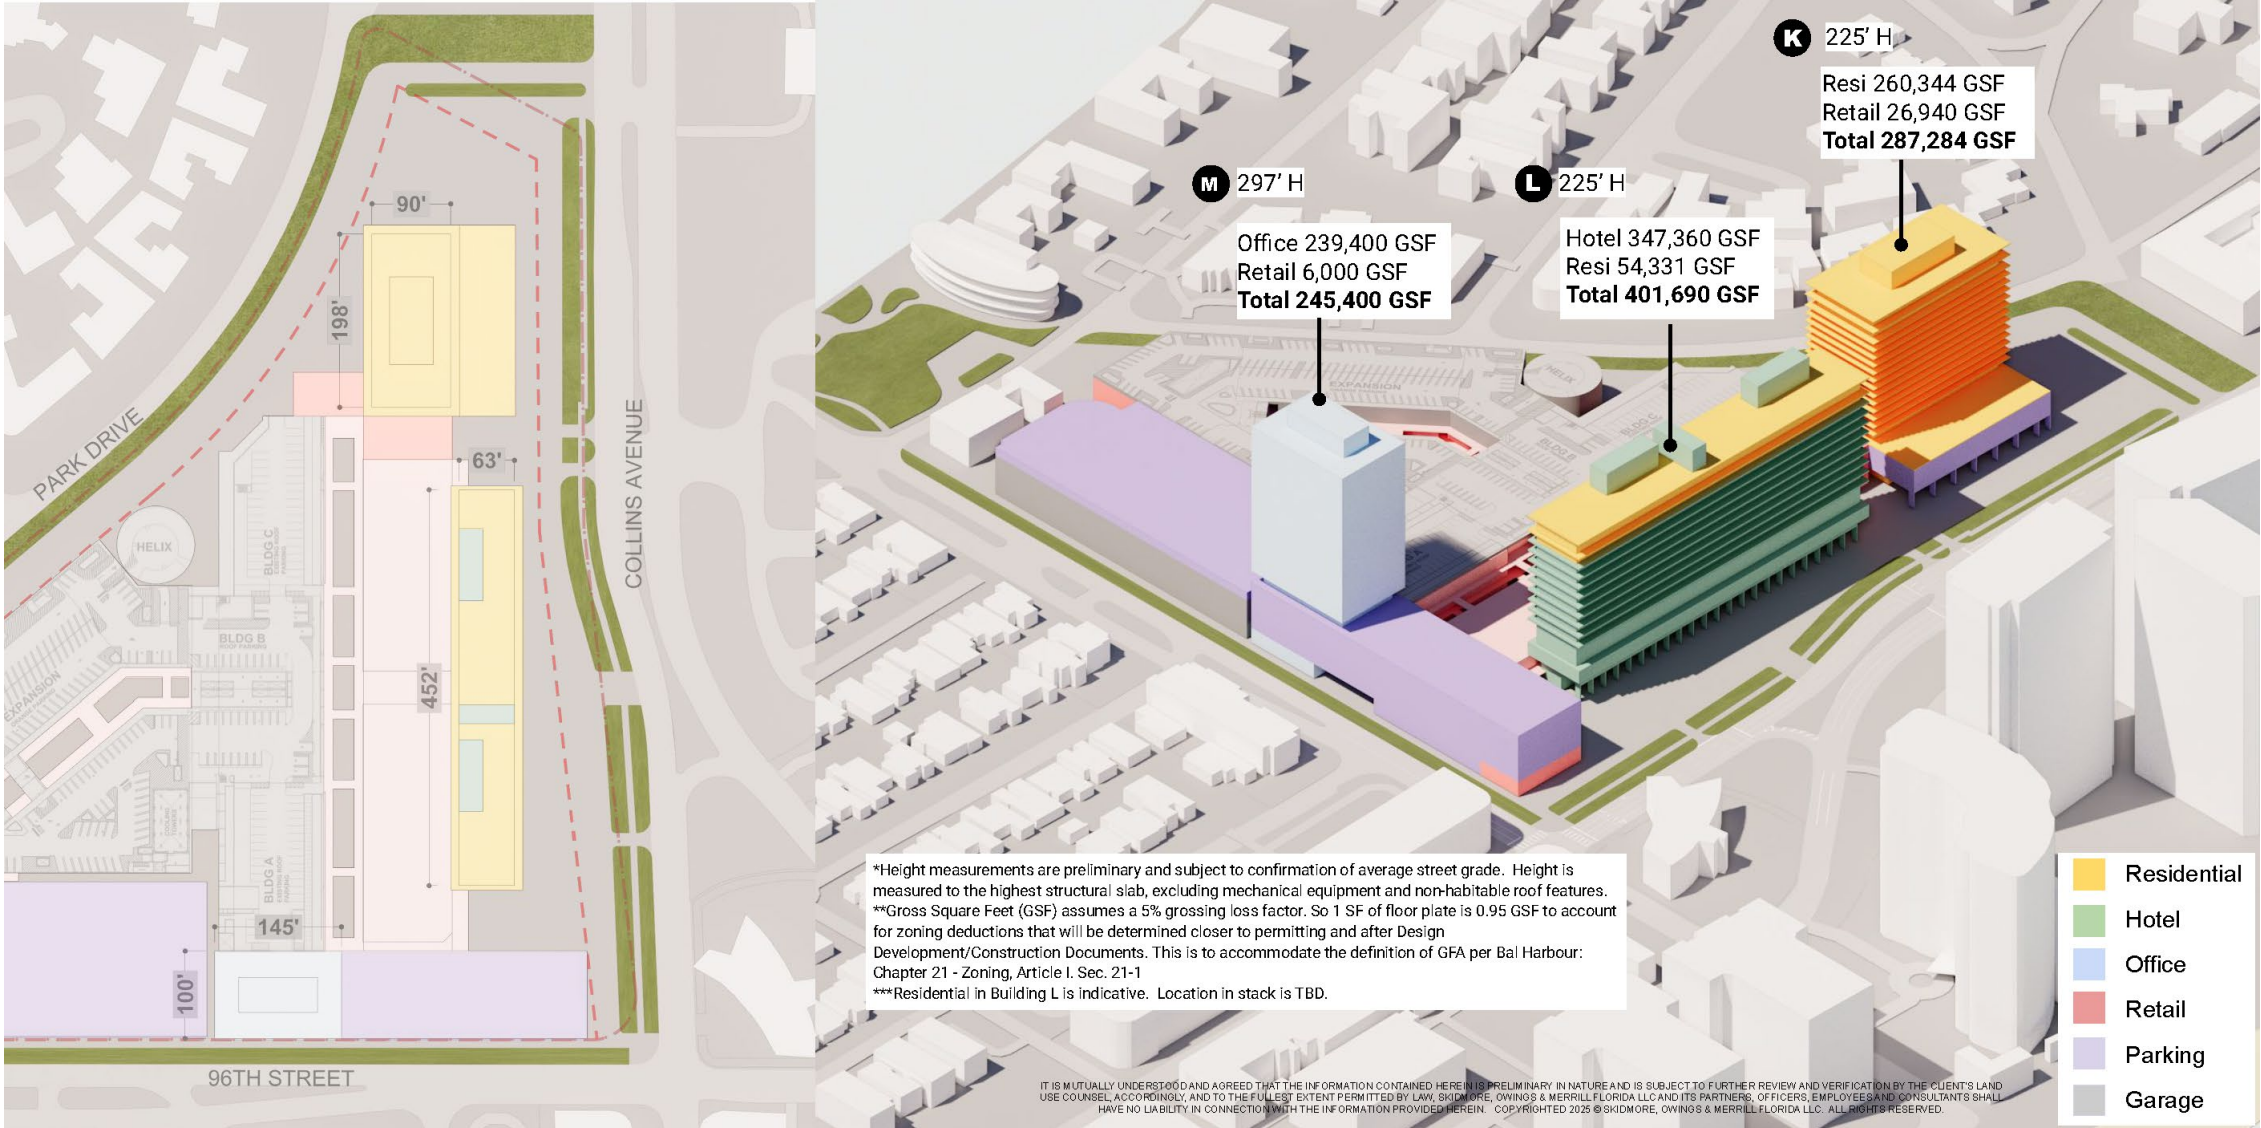 90'
198'
63'
452'
145'
100'
PARK DRIVE
COLLINS AVENUE
96TH STREET
HELIX
BLDG C
BLDG B
ROOF PARKING
BLDG A
EXPANSION
K 225' H
Resi 260,344 GSF
Retail 26,940 GSF
Total 287,284 GSF
M 297' H
Office 239,400 GSF
Retail 6,000 GSF
Total 245,400 GSF
L 225' H
Hotel 347,360 GSF
Resi 54,331 GSF
Total 401,690 GSF
EXPANSION
HELIX
BLDG C
BLDG B
*Height measurements are preliminary and subject to confirmation of average street grade. Height is
measured to the highest structural slab, excluding mechanical equipment and non-habitable roof features.
**Gross Square Feet (GSF) assumes a 5% grossing loss factor. So 1 SF of floor plate is 0.95 GSF to account
for zoning deductions that will be determined closer to permitting and after Design
Development/Construction Documents. This is to accommodate the definition of GFA per Bal Harbour:
Chapter 21 - Zoning, Article I. Sec. 21-1
***Residential in Building L is indicative. Location in stack is TBD.
Residential
Hotel
Office
Retail
Parking
Garage
IT IS MUTUALLY UNDERSTOOD AND AGREED THAT THE INFORMATION CONTAINED HEREIN IS PRELIMINARY IN NATURE AND IS SUBJECT TO FURTHER REVIEW AND VERIFICATION BY THE CLIENT'S LAND
USE COUNSEL, ACCORDINGLY, AND TO THE FULLEST EXTENT PERMITTED BY LAW, SKIDMORE, OWINGS & MERRILL FLORIDA LLC AND ITS PARTNERS, OFFICERS, EMPLOYEES AND CONSULTANTS SHALL
HAVE NO LIABILITY IN CONNECTION WITH THE INFORMATION PROVIDED HEREIN. COPYRIGHTED 2025 © SKIDMORE, OWINGS & MERRILL FLORIDA LLC. ALL RIGHTS RESERVED.